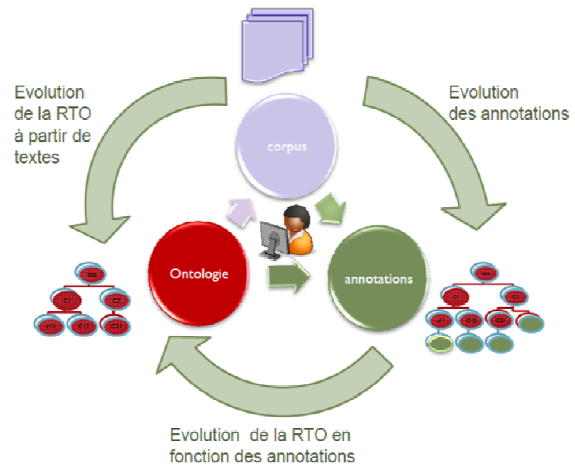 Evolution
de la RTO
à partir de
textes
Evolution
des annotations
corpus
Ontologie
annotations
Evolution de la RTO en
fonction des annotations